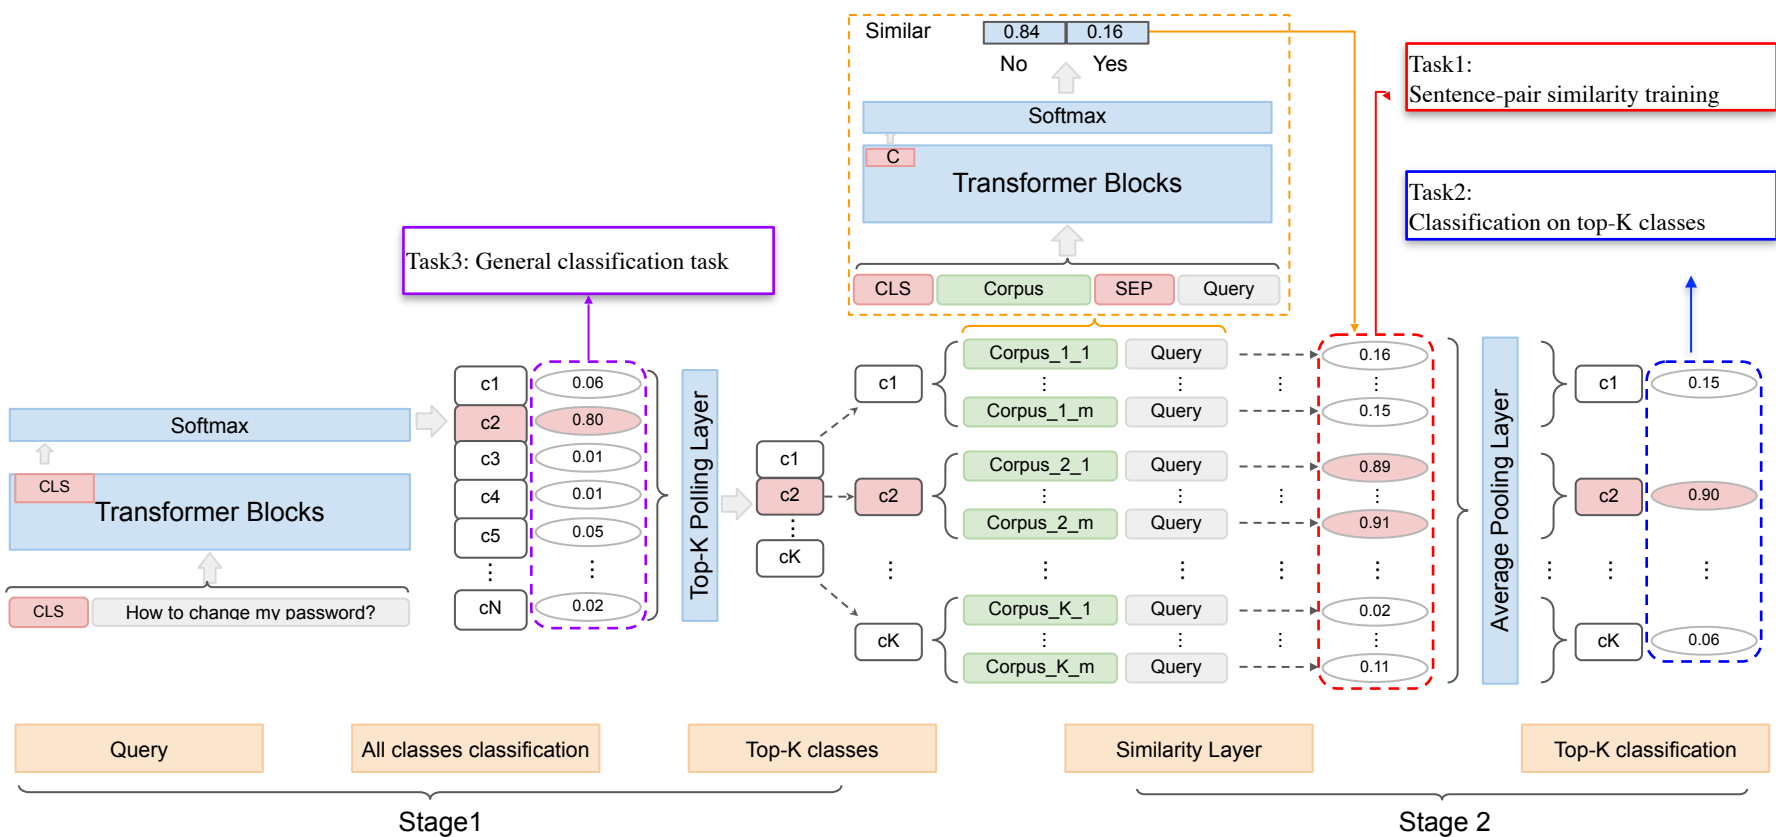 Similar
0.84
0.16
No
Yes
Softmax
C
Transformer Blocks
CLS
Corpus
SEP
Query
Task1:
Sentence-pair similarity training
Task2:
Classification on top-K classes
Task3: General classification task
Softmax
CLS
Transformer Blocks
CLS
How to change my password?
c1
0.06
c2
0.80
c3
0.01
c4
0.01
c5
0.05
cN
0.02
Top-K Polling Layer
c1
c2
cK
c1
Corpus_1_1
Query
0.16
Corpus_1_m
Query
0.15
c2
Corpus_2_1
Query
0.89
Corpus_2_m
Query
0.91
cK
Corpus_K_1
Query
0.02
Corpus_K_m
Query
0.11
Average Pooling Layer
c1
0.15
c2
0.90
cK
0.06
Query
All classes classification
Top-K classes
Similarity Layer
Top-K classification
Stage1
Stage 2